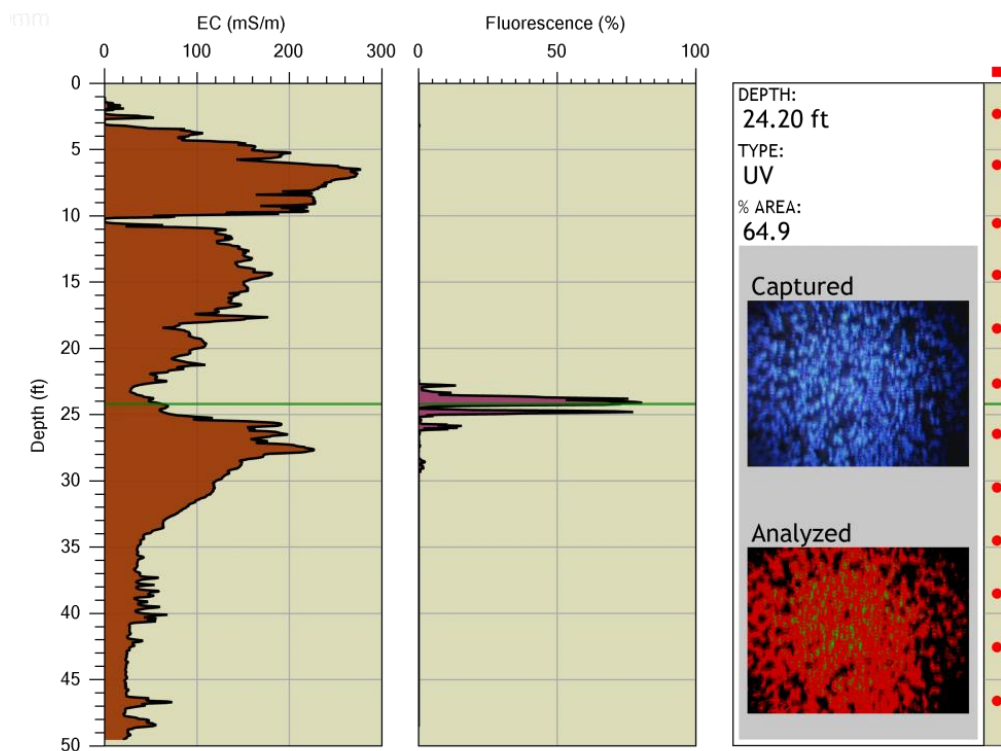 mm
EC (mS/m)
Fluorescence (%)
0 100 200 300
0 50 100
Depth (ft)
0
5
10
15
20
25
30
35
40
45
50
DEPTH:
24.20 ft
TYPE:
UV
% AREA:
64.9
Captured
Analyzed